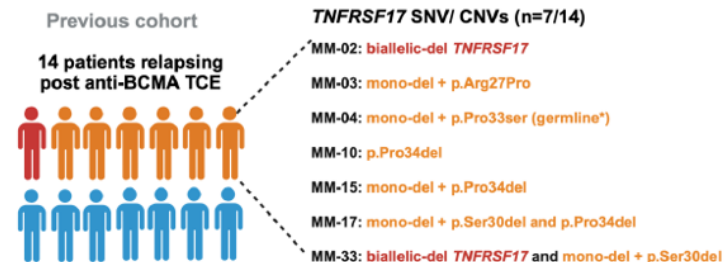 Previous cohort
14 patients relapsing
post anti-BCMA TCE
TNFRSF17 SNV/ CNVs (n=7/14)
MM-02: biallelic-del TNFRSF17
MM-03: mono-del + p.Arg27Pro
MM-04: mono-del + p.Pro33ser (germline*)
MM-10: p.Pro34del
MM-15: mono-del + p.Pro34del
MM-17: mono-del + p.Ser30del and p.Pro34del
MM-33: biallelic-del TNFRSF17 and mono-del + p.Ser30del